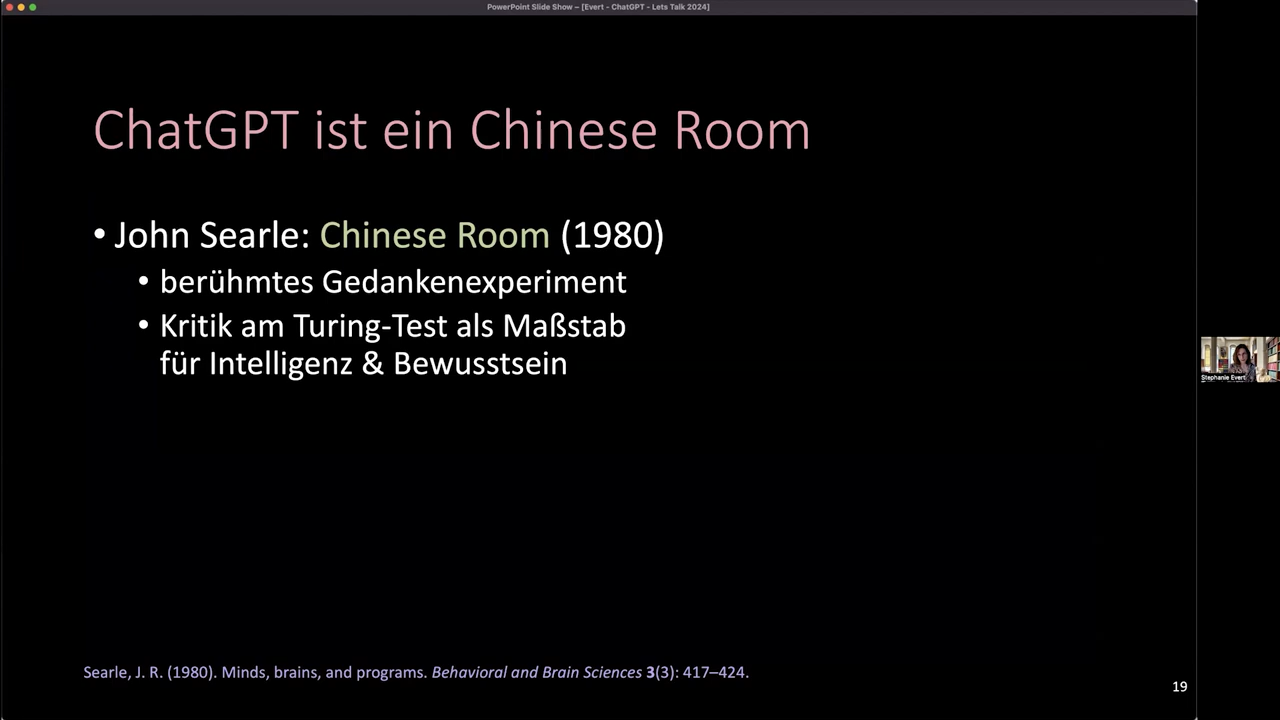 PowerPoint Slide Show – [Evert - ChatGPT - Lets Talk 2024]
ChatGPT ist ein Chinese Room
• John Searle: Chinese Room (1980)
• berühmtes Gedankenexperiment
• Kritik am Turing-Test als Maßstab
für Intelligenz & Bewusstsein
Stephanie Evert
Searle, J. R. (1980). Minds, brains, and programs. Behavioral and Brain Sciences 3(3): 417–424.
19